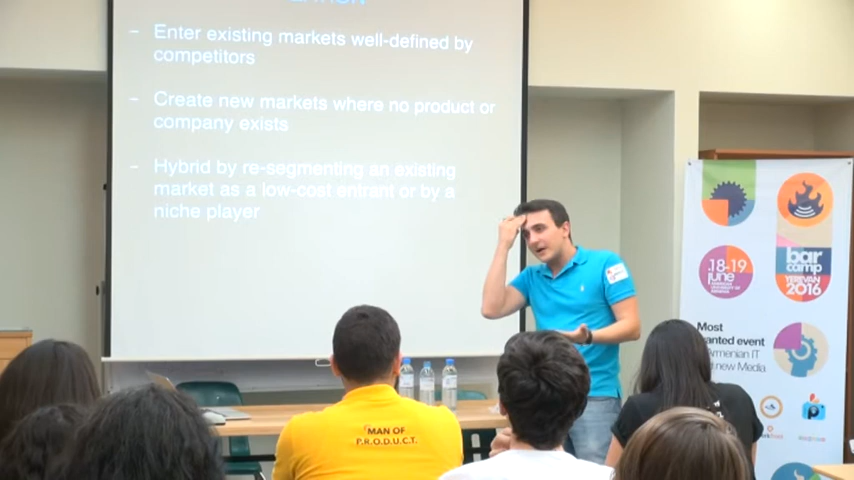 – Enter existing markets well-defined by
competitors
– Create new markets where no product or
company exists
– Hybrid by re-segmenting an existing
market as a low-cost entrant or by a
niche player
MAN OF
P.R.O.D.U.C.T.
18-19
june
bar
camp
YEREVAN
2016
Most
wanted event
Armenian IT
new Media